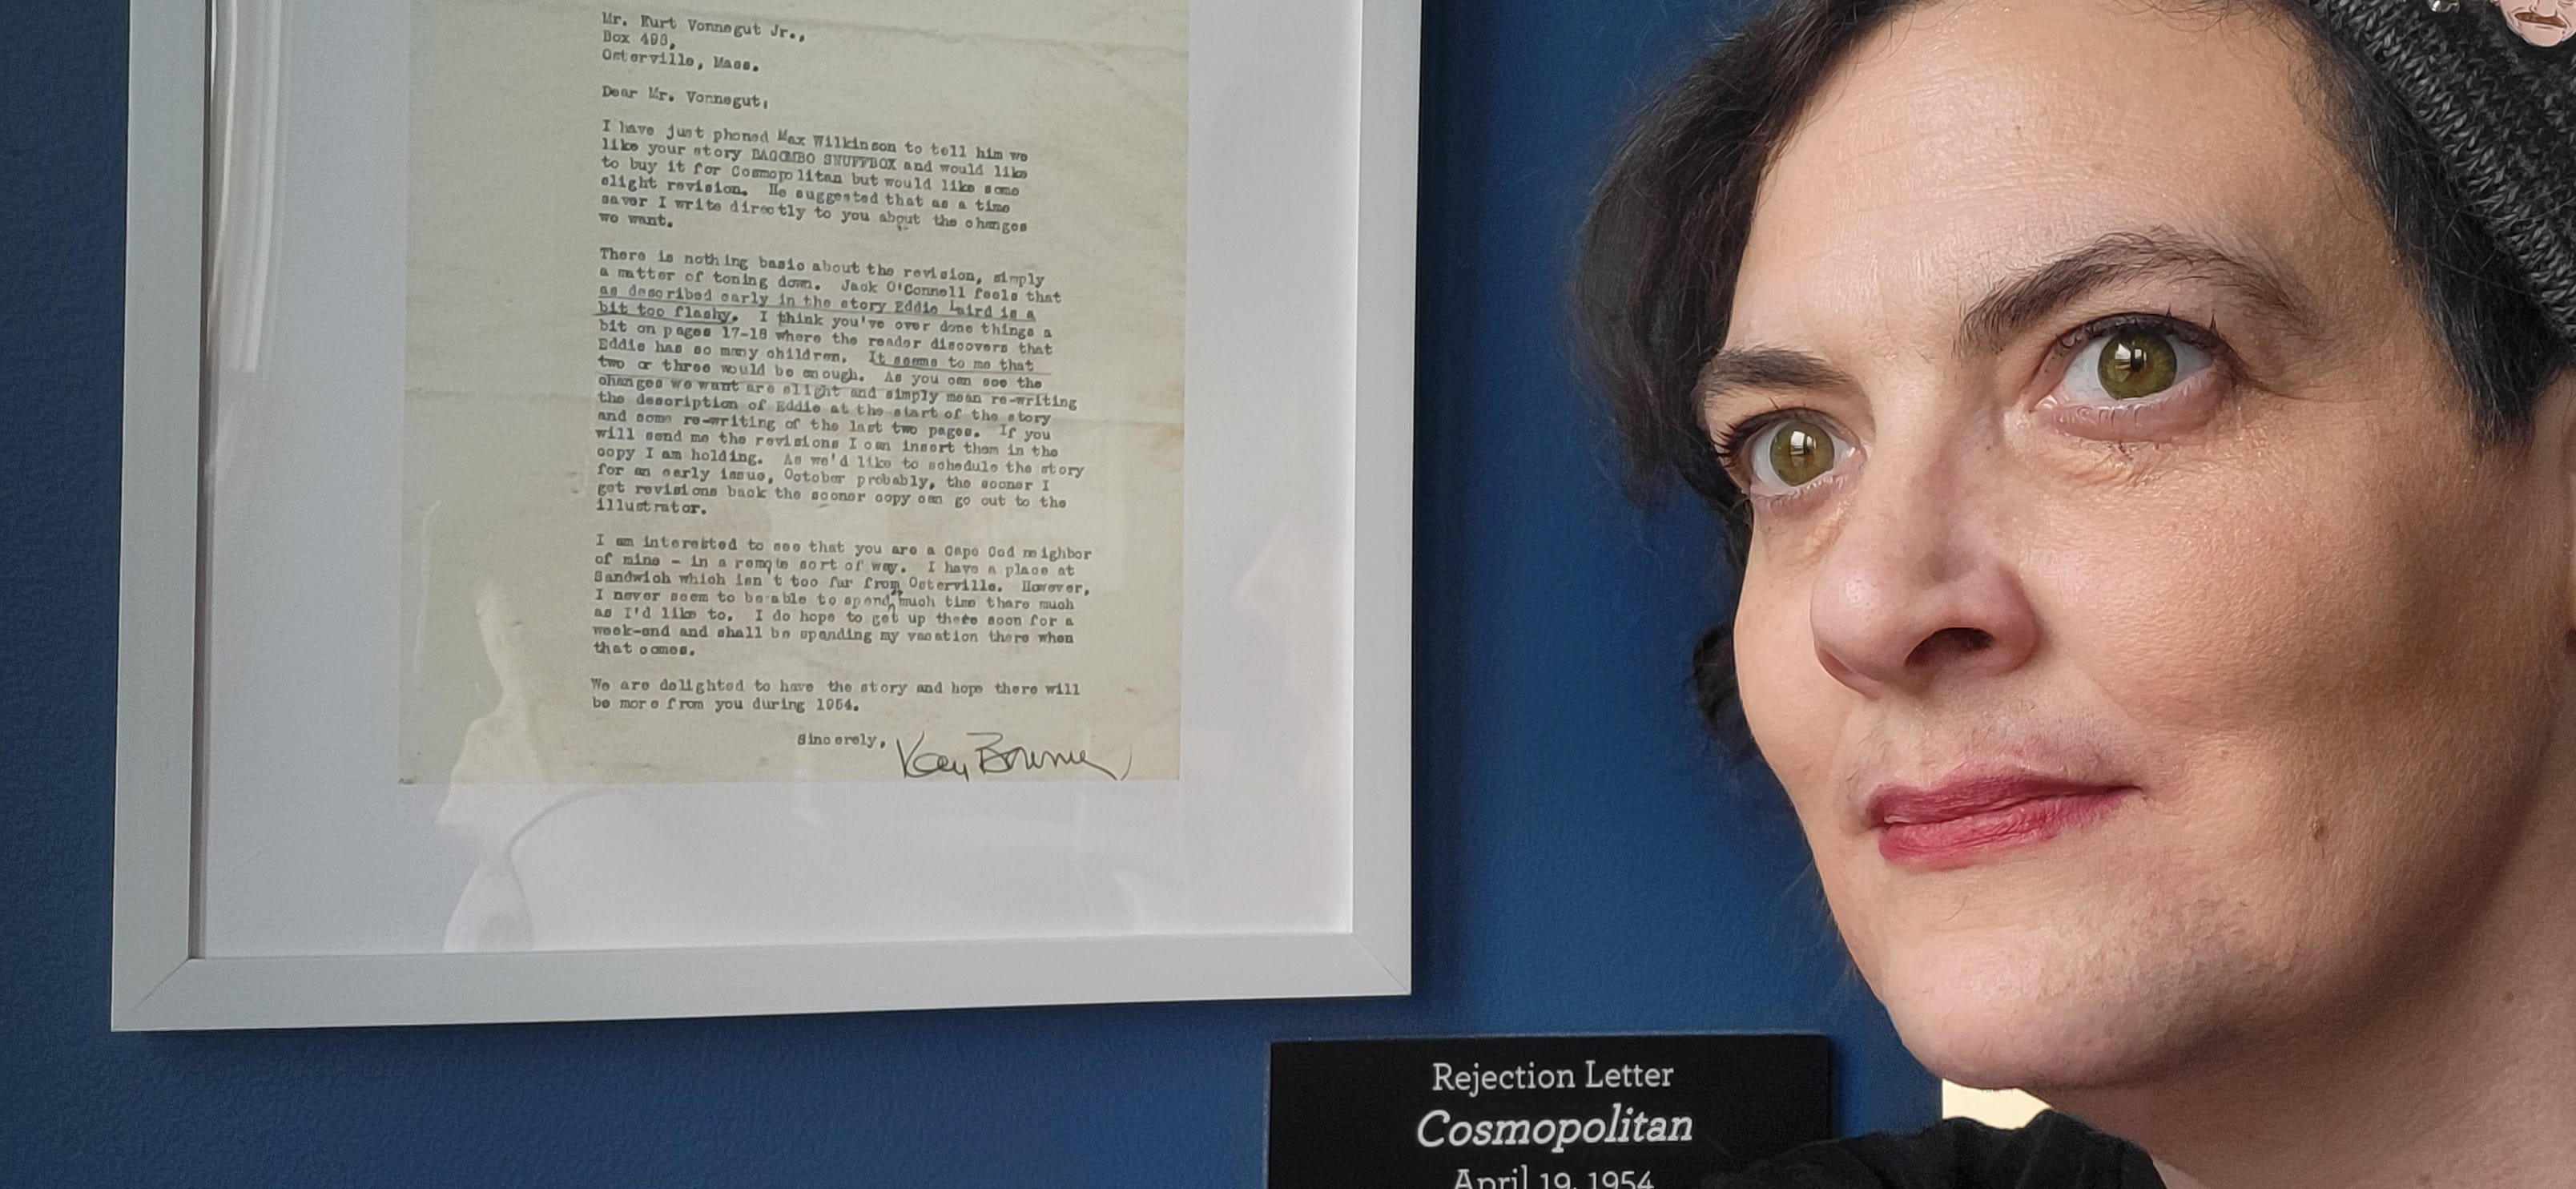 Mr. Kurt Vonnegut Jr.,
Box 496,
Osterville, Mass.
Dear Mr. Vonnegut,
I have just phoned Max Wilkinson to tell him we
like your story DAGOMBO SNUFFBOX and would like
to buy it for Cosmopolitan but would like some
slight revision. He suggested that as a time
saver I write directly to you about the changes
we want.
There is nothing basic about the revision, simply
a matter of toning down. Jack O'Connell feels that
as described early in the story Eddie Laird is a
bit too flashy. I think you've over done things a
bit on pages 17-18 where the reader discovers that
Eddie has so many children. It seems to me that
two or three would be enough. As you can see the
changes we want are slight and simply mean re-writing
the description of Eddie at the start of the story
and some re-writing of the last two pages. If you
will send me the revisions I can insert them in the
copy I am holding. As we'd like to schedule the story
for an early issue, October probably, the sooner I
get revisions back the sooner copy can go out to the
illustrator.
I am interested to see that you are a Cape Cod neighbor
of mine - in a remote sort of way. I have a place at
Sandwich which isn't too fur from Osterville. However,
I never seem to be able to spend much time there much
as I'd like to. I do hope to get up there soon for a
week-end and shall be spending my vacation there when
that comes.
We are delighted to have the story and hope there will
be more from you during 1954.
Sincerely, Kay Bourne
Rejection Letter
Cosmopolitan
April 19, 1954